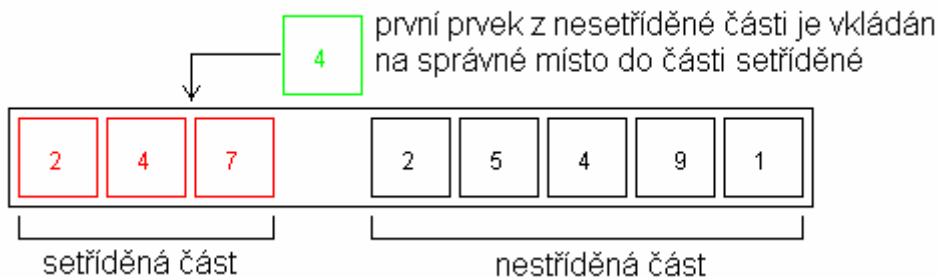 první prvek z nesetříděné části je vkládán
4 na správné místo do části setříděné
2 4 7 2 5 4 9 1
setříděná část nestříděná část